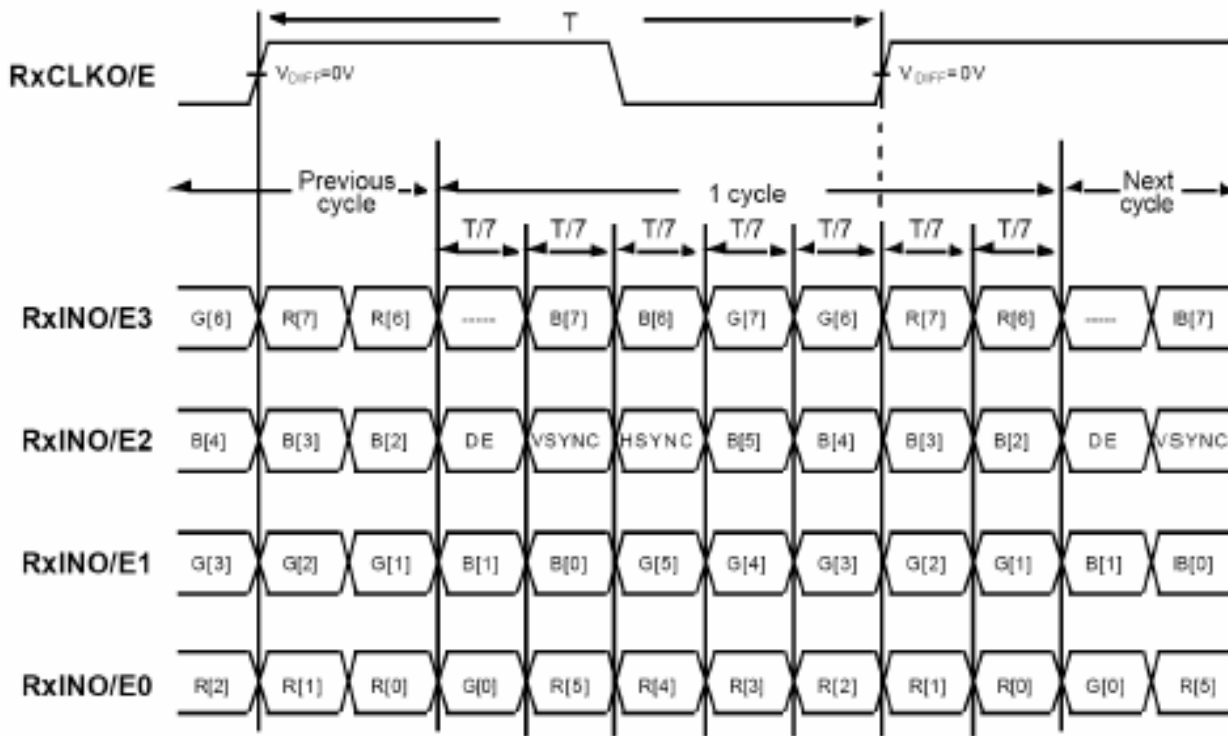 T
RxCLKO/E VDIFF=0V VDIFF=0V
Previous cycle 1 cycle Next cycle
T/7 T/7 T/7 T/7 T/7 T/7 T/7
RxINO/E3 G[6] R[7] R[6] ----- B[7] B[6] G[7] G[6] R[7] R[6] ----- IB[7]
RxINO/E2 B[4] B[3] B[2] DE VSYNC HSYNC B[5] B[4] B[3] B[2] DE VSYNC
RxINO/E1 G[3] G[2] G[1] B[1] B[0] G[5] G[4] G[3] G[2] G[1] B[1] IB[0]
RxINO/E0 R[2] R[1] R[0] G[0] R[5] R[4] R[3] R[2] R[1] R[0] G[0] R[5]